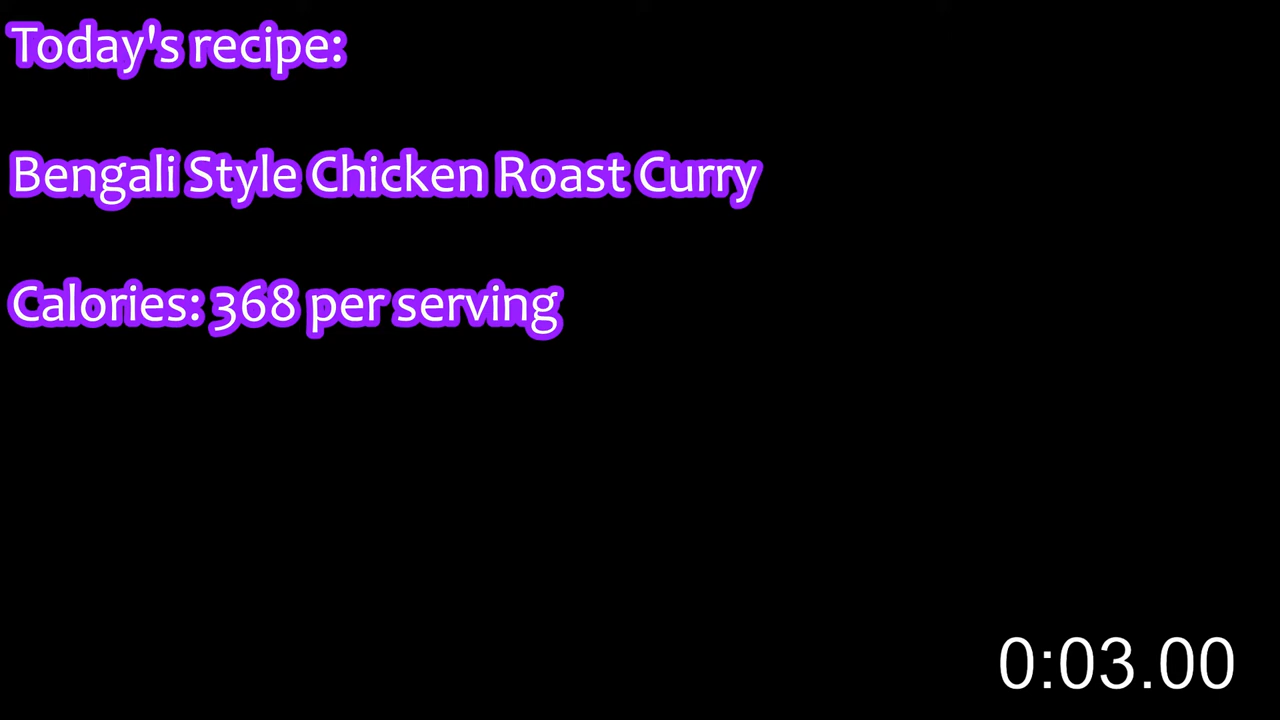 Today's recipe:
Bengali Style Chicken Roast Curry
Calories: 368 per serving
0:03.00